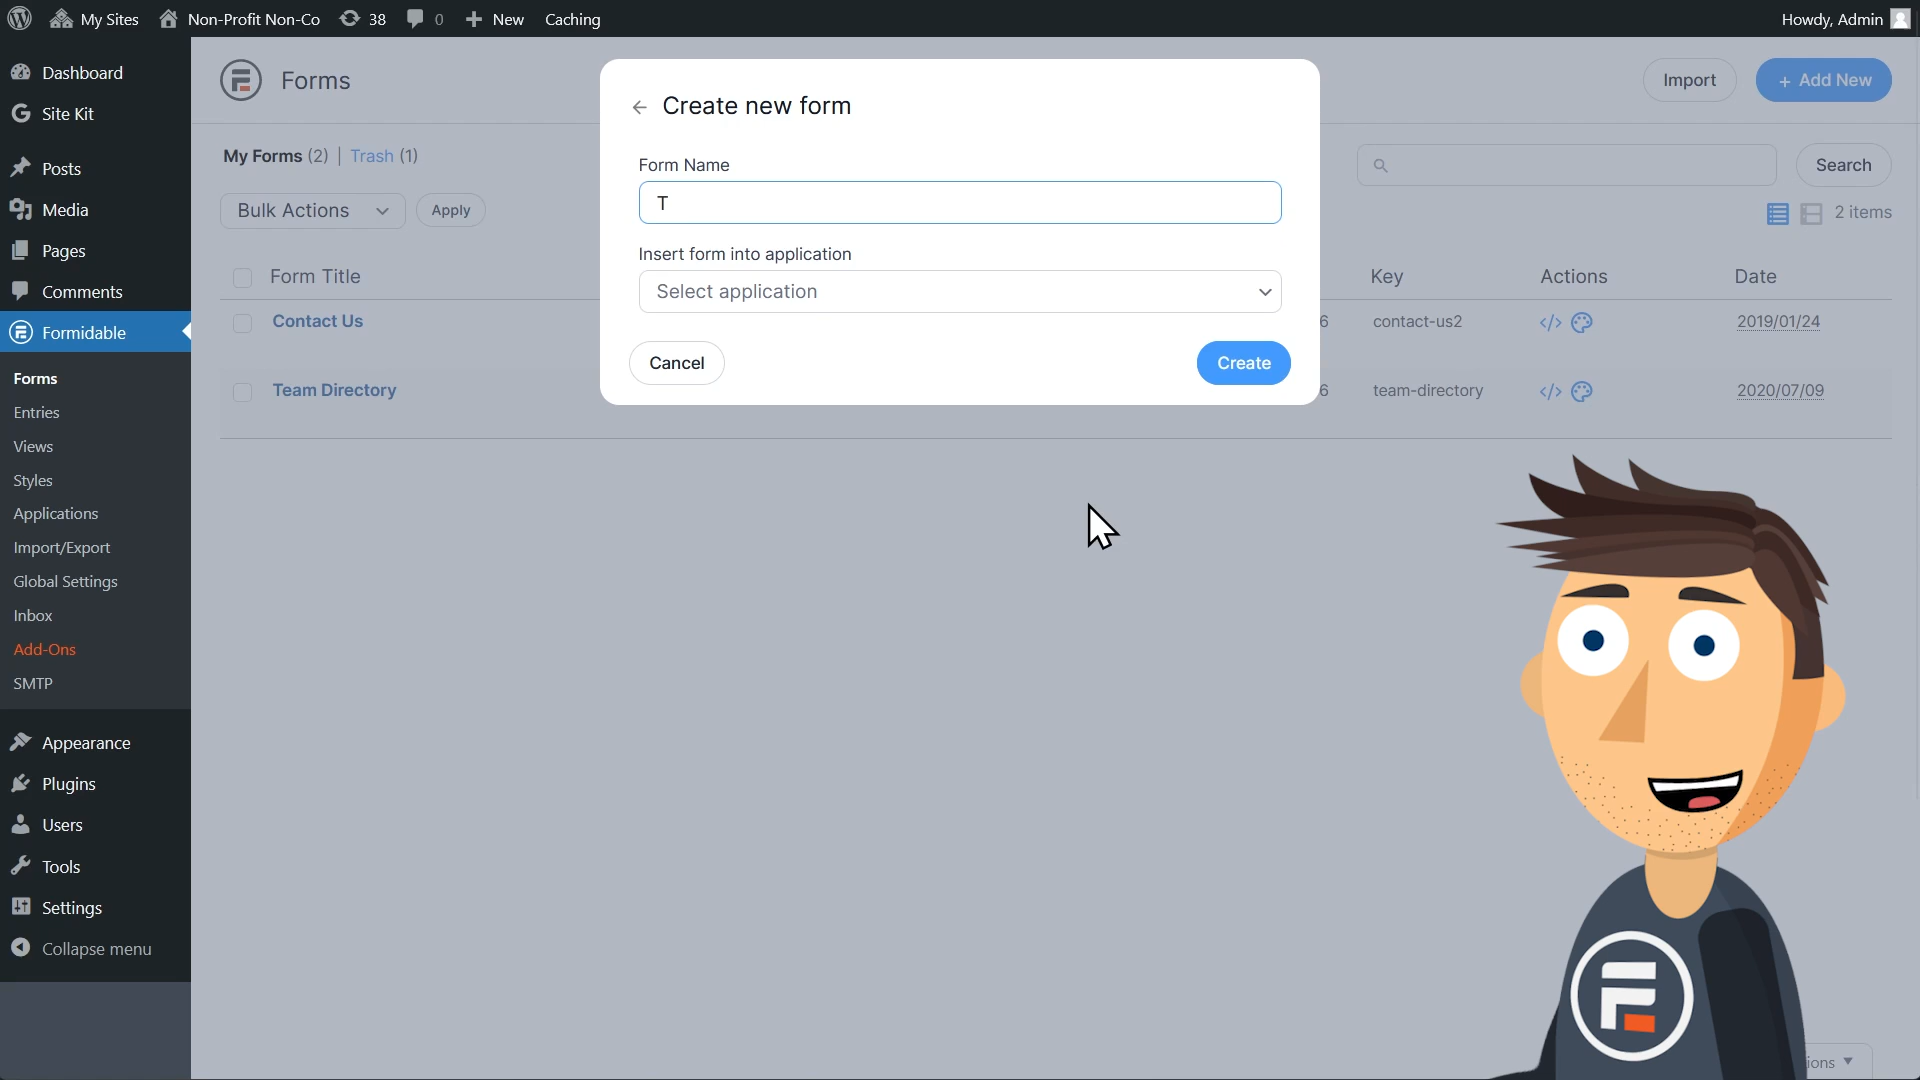 My Sites Non-Profit Non-Co 38 0 New Caching Howdy, Admin
Dashboard
Site Kit
Posts
Media
Pages
Comments
Formidable
Forms
Entries
Views
Styles
Applications
Import/Export
Global Settings
Inbox
Add-Ons
SMTP
Appearance
Plugins
Users
Tools
Settings
Collapse menu
Forms
Import + Add New
My Forms (2) | Trash (1)
Search
Bulk Actions Apply
2 items
Form Title Key Actions Date
Contact Us 6 contact-us2 </> 2019/01/24
Team Directory 6 team-directory </> 2020/07/09
← Create new form
Form Name
T
Insert form into application
Select application
Cancel Create
ions